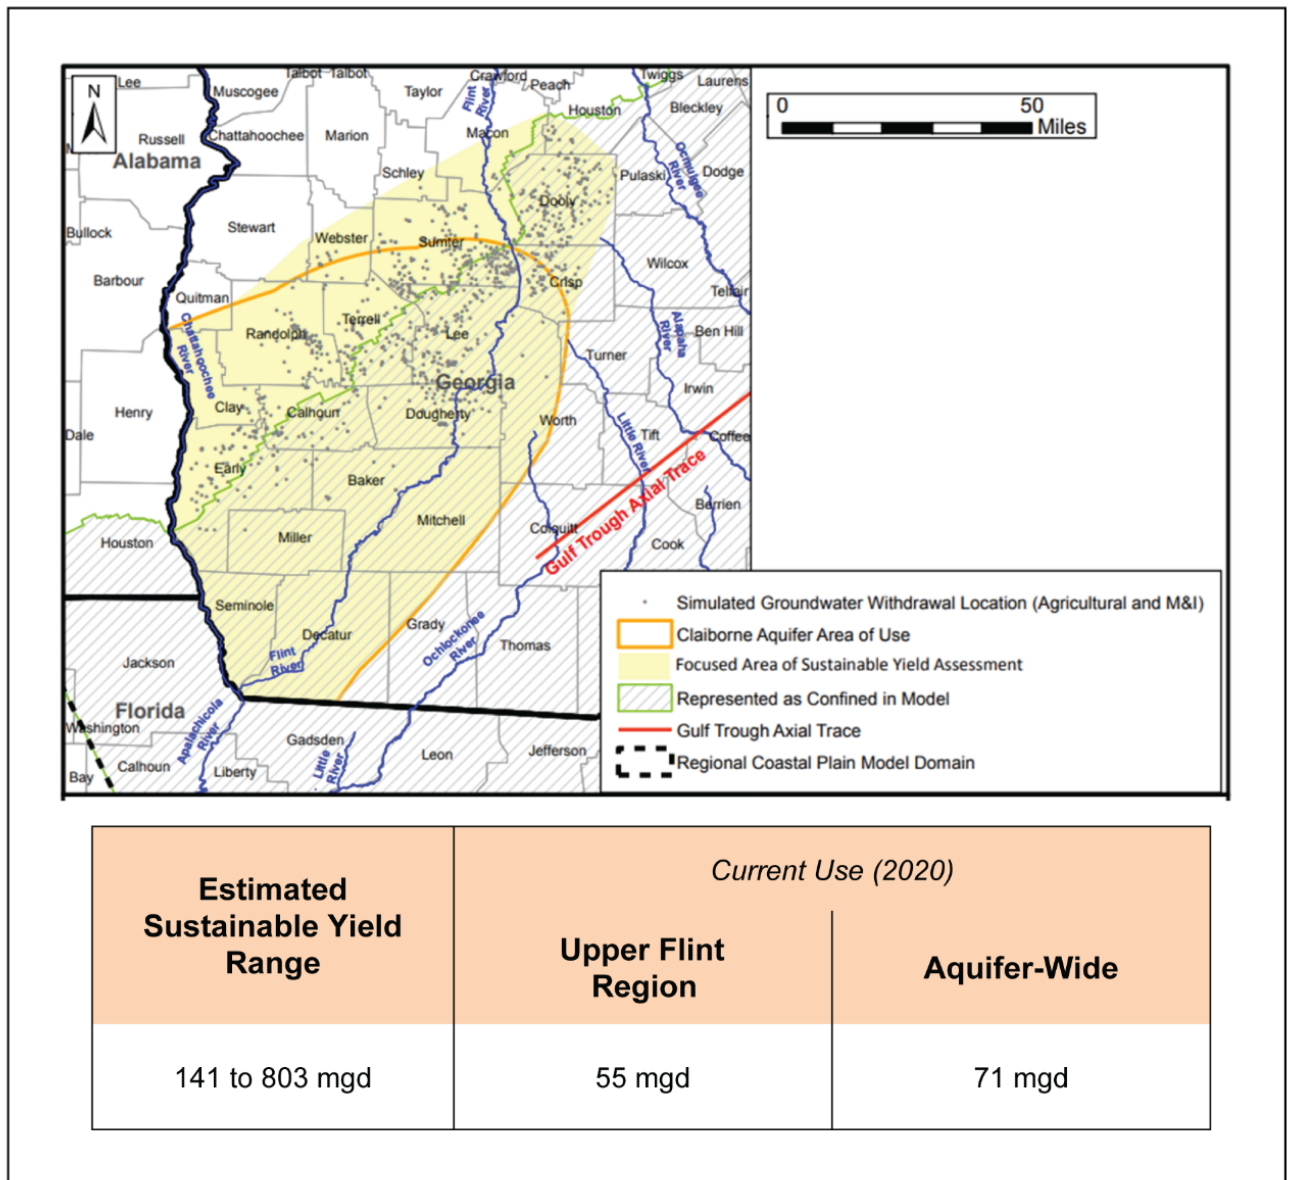 N
Lee
Muscogee
Talbot Talbot
Taylor
Crawford
Peach
Twiggs
Laurens
Houston
Bleckley
Flint
River
Russell
Chattahoochee
Marion
Macon
Alabama
Schley
Pulaski
Dodge
Ocmulgee
River
Dooly
Bullock
Stewart
Webster
Sumter
Wilcox
Barbour
Quitman
Crisp
Telfair
Chattahoochee
River
Randolph
Terrell
Lee
Turner
Alapaha
River
Ben Hill
Georgia
Irwin
Henry
Clay
Calhoun
Dougherty
Worth
Dale
Little River
Tift
Coffee
Early
Baker
Gulf Trough Axial Trace
Berrien
Mitchell
Colquitt
Houston
Miller
Cook
Seminole
Decatur
Grady
Ochlockonee
River
Thomas
Flint
River
Jackson
Florida
Washington
Apalachicola
River
Gadsden
Leon
Jefferson
Bay
Calhoun
Liberty
Little
River
0 50
Miles
Simulated Groundwater Withdrawal Location (Agricultural and M&I)
Claiborne Aquifer Area of Use
Focused Area of Sustainable Yield Assessment
Represented as Confined in Model
Gulf Trough Axial Trace
Regional Coastal Plain Model Domain
Estimated
Sustainable Yield
Range
Current Use (2020)
Upper Flint
Region
Aquifer-Wide
141 to 803 mgd
55 mgd
71 mgd